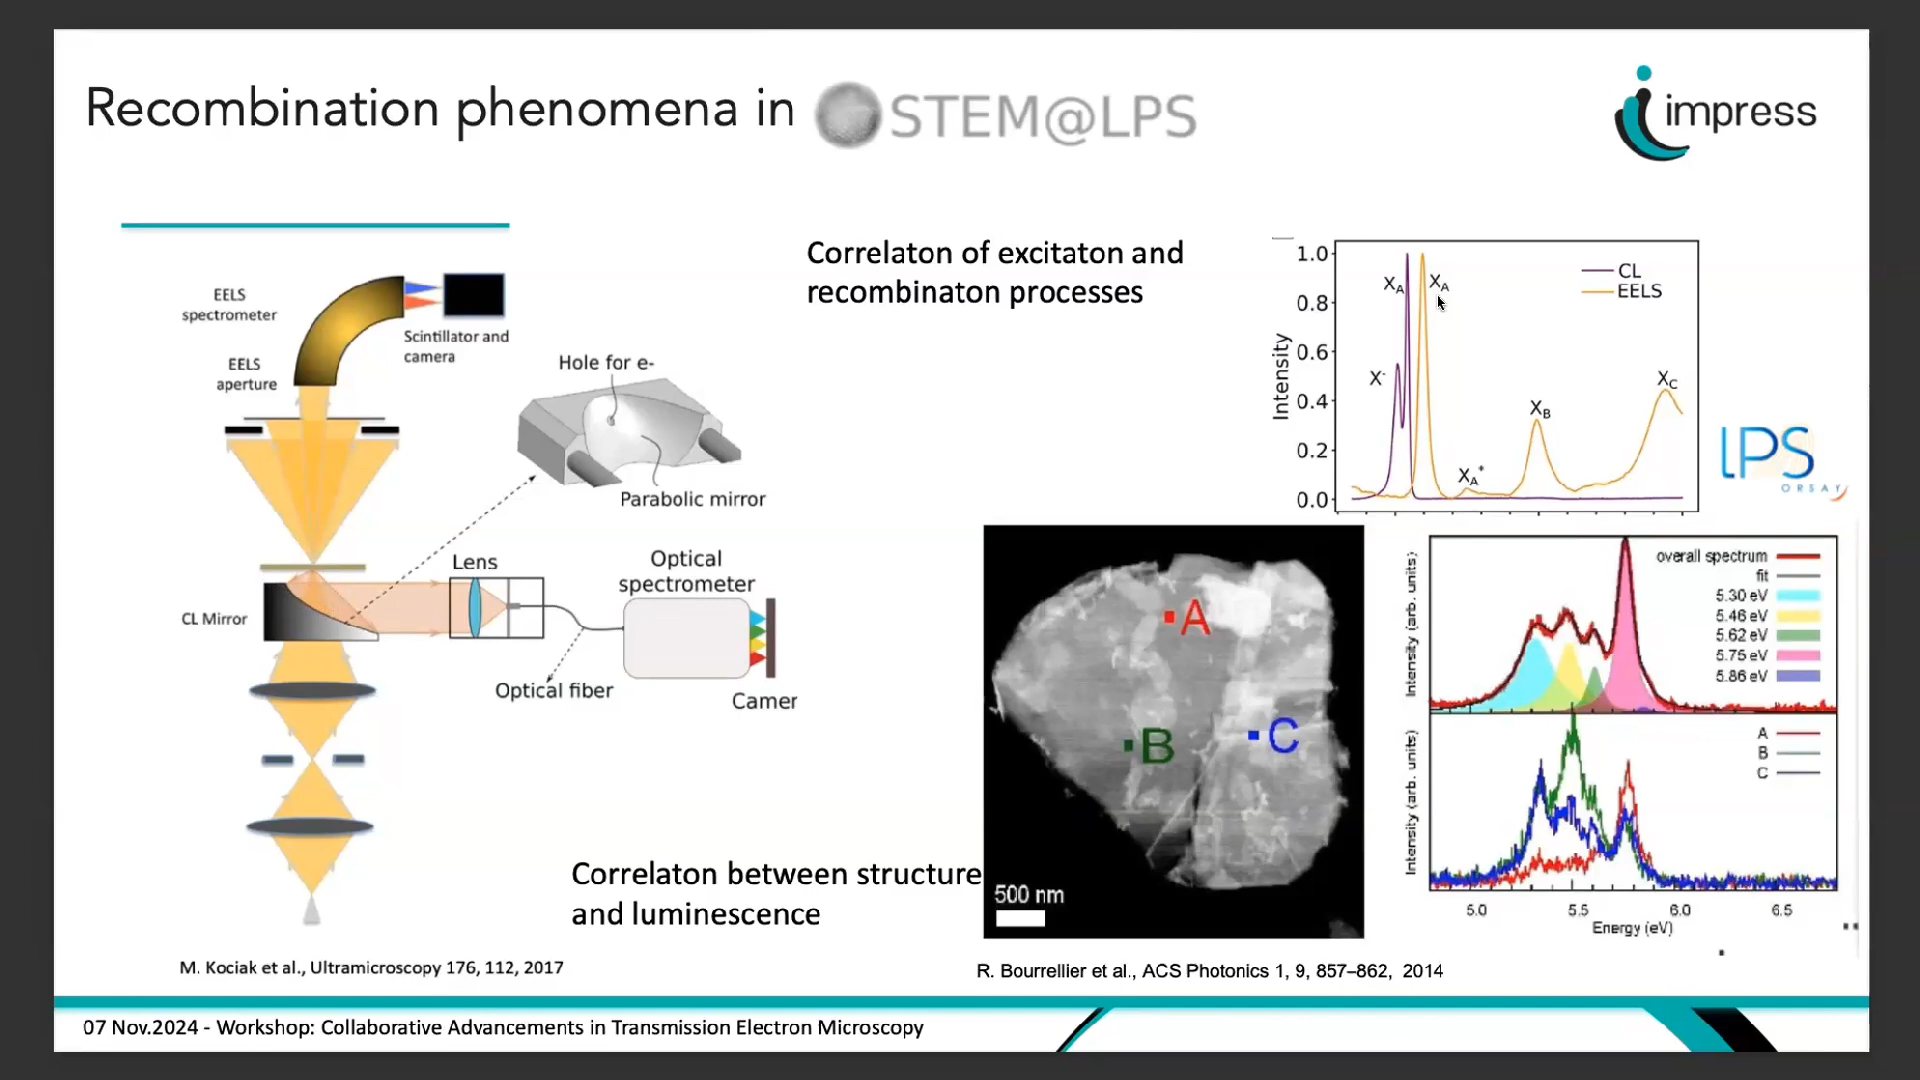 Recombination phenomena in
STEM@LPS
impress
EELS
spectrometer
Scintillator and
camera
EELS
aperture
Hole for e-
Parabolic mirror
CL Mirror
Lens
Optical
spectrometer
Optical fiber
Camer
Correlaton of excitaton and
recombinaton processes
1.0
0.8
0.6
0.4
0.2
0.0
Intensity
X_A
X_A
X^-
X_A^*
X_B
X_C
CL
EELS
LPS
ORSAY
A
B
C
500 nm
Intensity (arb. units)
overall spectrum
fit
5.30 eV
5.46 eV
5.62 eV
5.75 eV
5.86 eV
Intensity (arb. units)
A
B
C
5.0 5.5 6.0 6.5
Energy (eV)
Correlaton between structure
and luminescence
M. Kociak et al., Ultramicroscopy 176, 112, 2017
R. Bourrellier et al., ACS Photonics 1, 9, 857–862, 2014
07 Nov.2024 - Workshop: Collaborative Advancements in Transmission Electron Microscopy